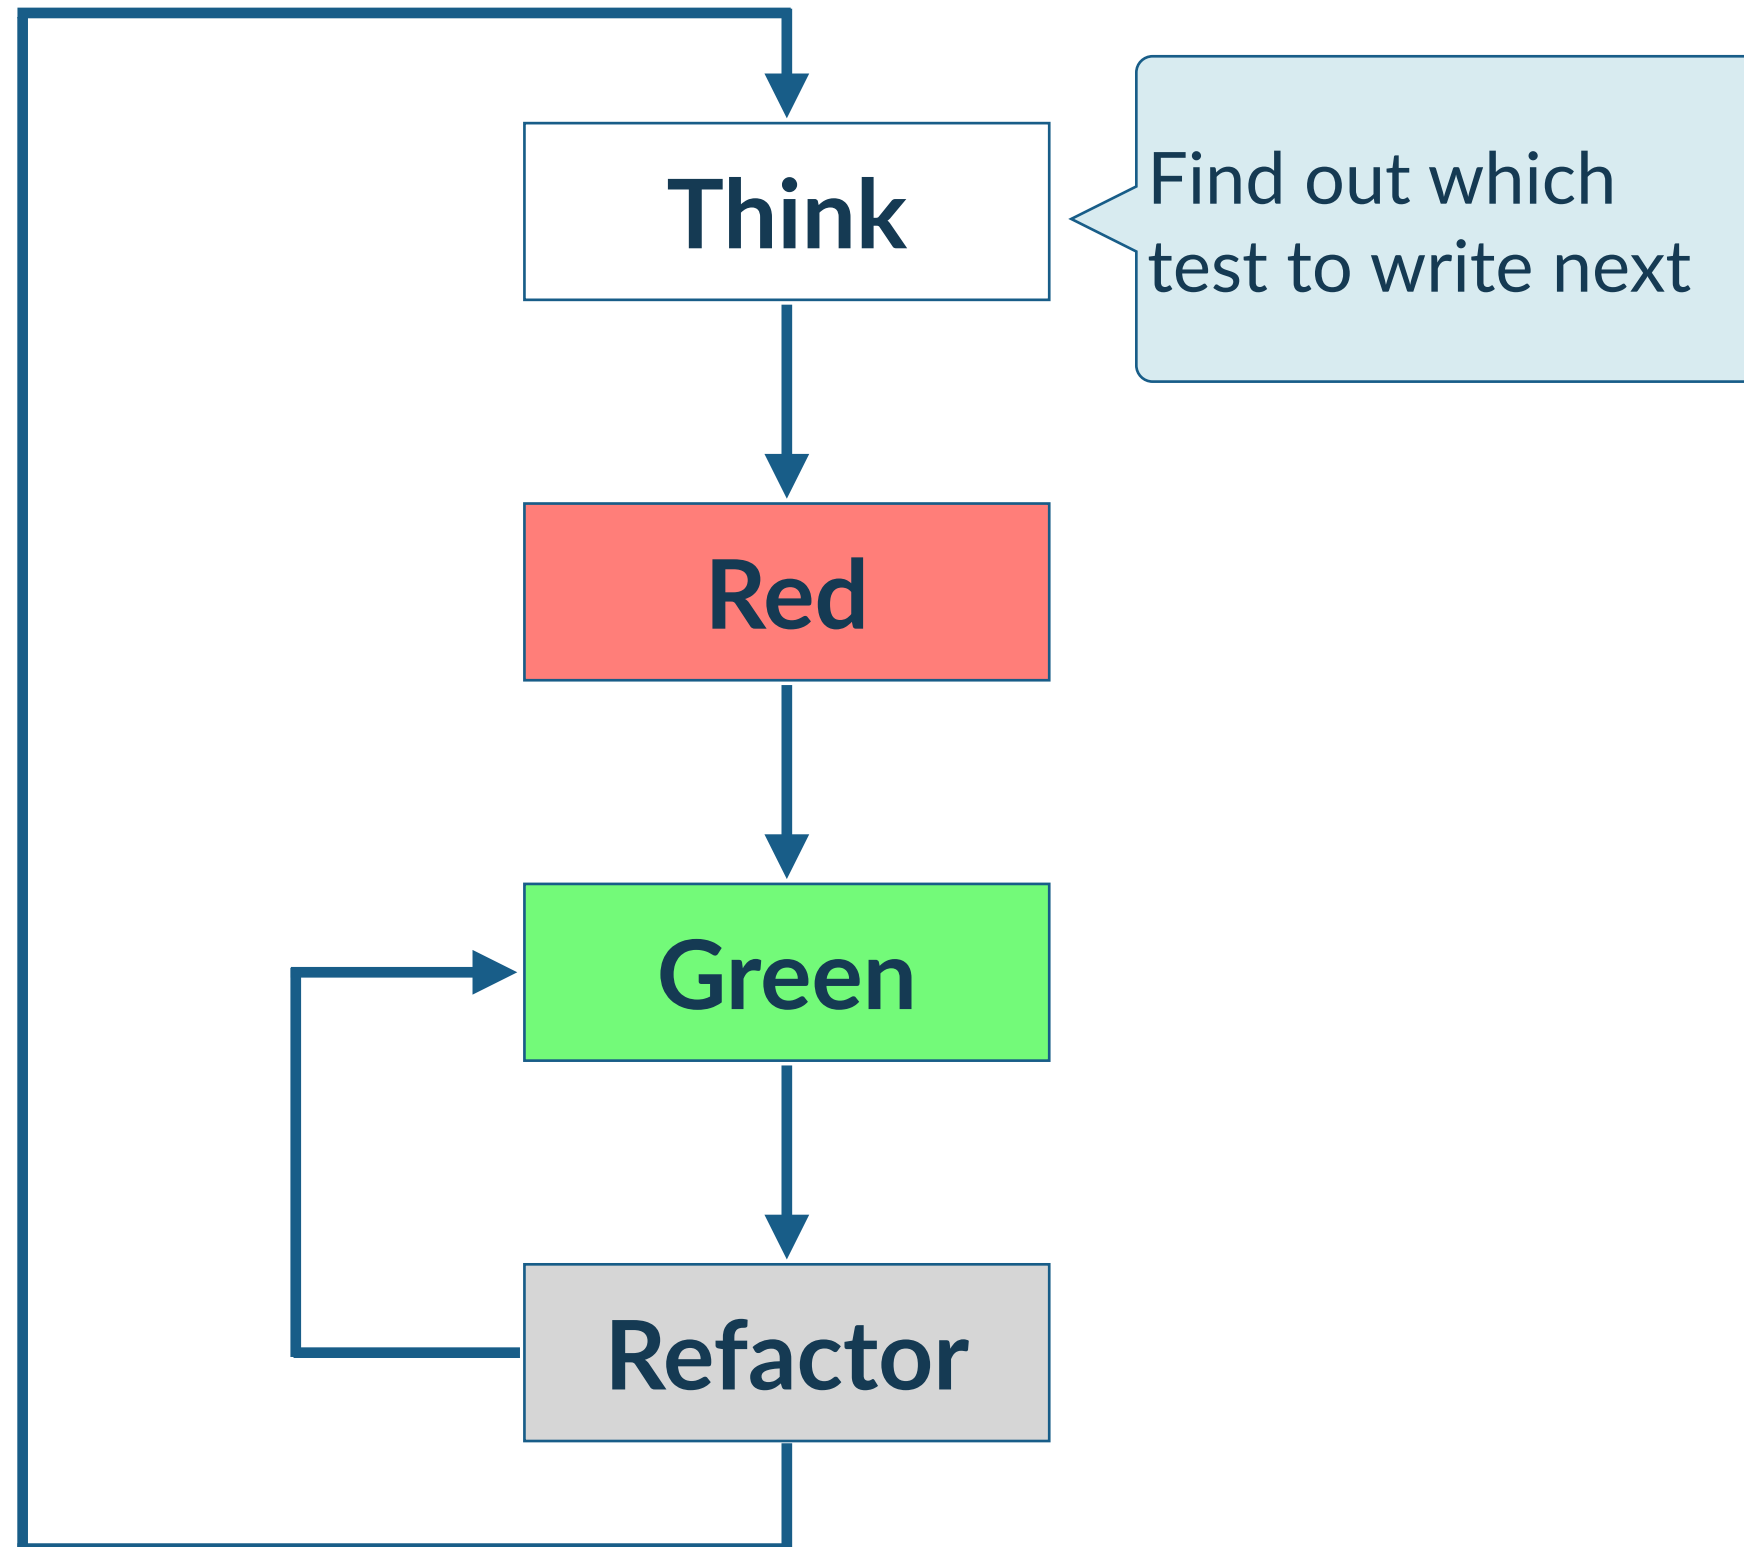 Think
Find out which
test to write next
Red
Green
Refactor